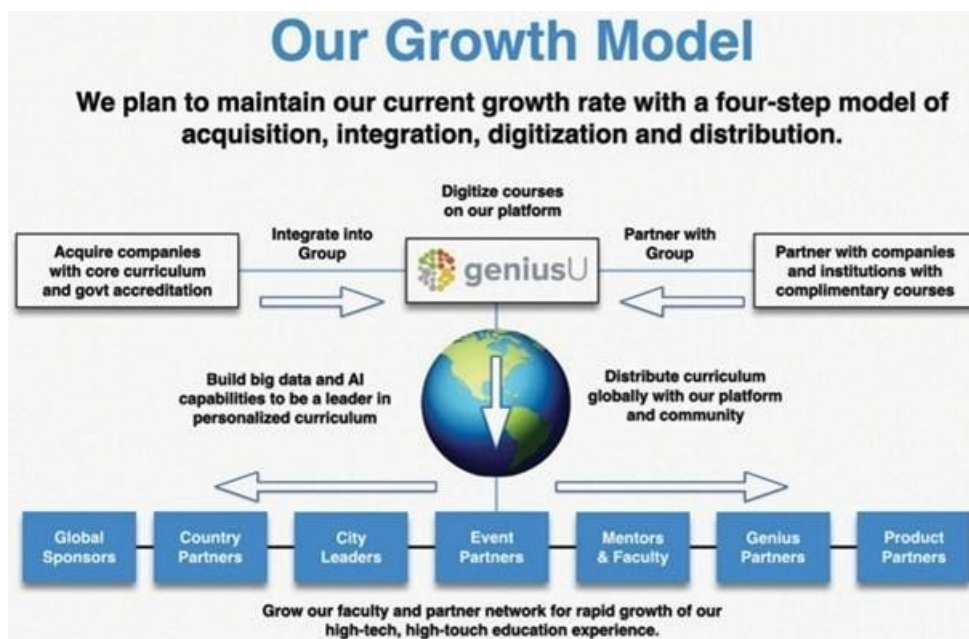 Our Growth Model
We plan to maintain our current growth rate with a four-step model of
acquisition, integration, digitization and distribution.
Digitize courses
on our platform
Acquire companies
with core curriculum
and govt accreditation
Integrate into
Group
geniusU
Partner with
Group
Partner with companies
and institutions with
complimentary courses
Build big data and AI
capabilities to be a leader in
personalized curriculum
Distribute curriculum
globally with our platform
and community
Global
Sponsors
Country
Partners
City
Leaders
Event
Partners
Mentors
& Faculty
Genius
Partners
Product
Partners
Grow our faculty and partner network for rapid growth of our
high-tech, high-touch education experience.